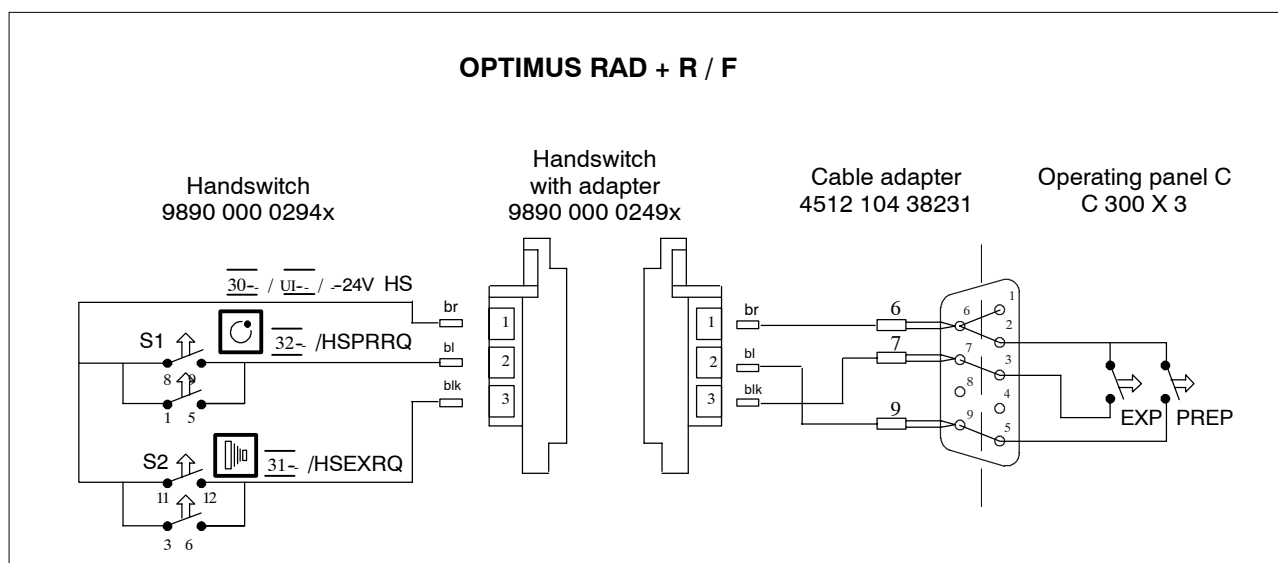 OPTIMUS RAD + R / F
Handswitch
9890 000 0294x
Handswitch
with adapter
9890 000 0249x
Cable adapter
4512 104 38231
Operating panel C
C 300 X 3
30-- / UI-- / --24V HS
br
S1
32-- /HSPRRQ
bl
8 9
blk
1 5
S2
31-- /HSEXRQ
11 12
3 6
1
2
3
1
2
3
br
bl
blk
6
7
9
6
7
8
9
1
2
3
4
5
EXP PREP